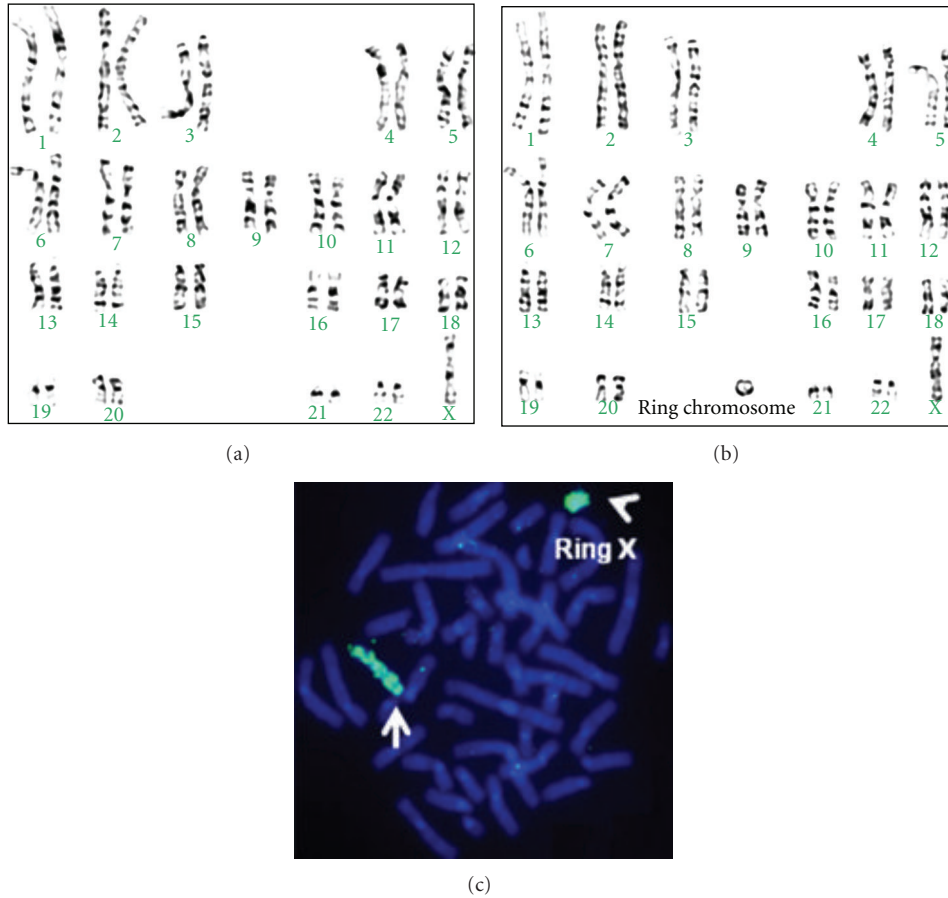 1 2 3 4 5
6 7 8 9 10 11 12
13 14 15 16 17 18
19 20 21 22 X
(a)
1 2 3 4 5
6 7 8 9 10 11 12
13 14 15 16 17 18
19 20 Ring chromosome 21 22 X
(b)
Ring X
(c)